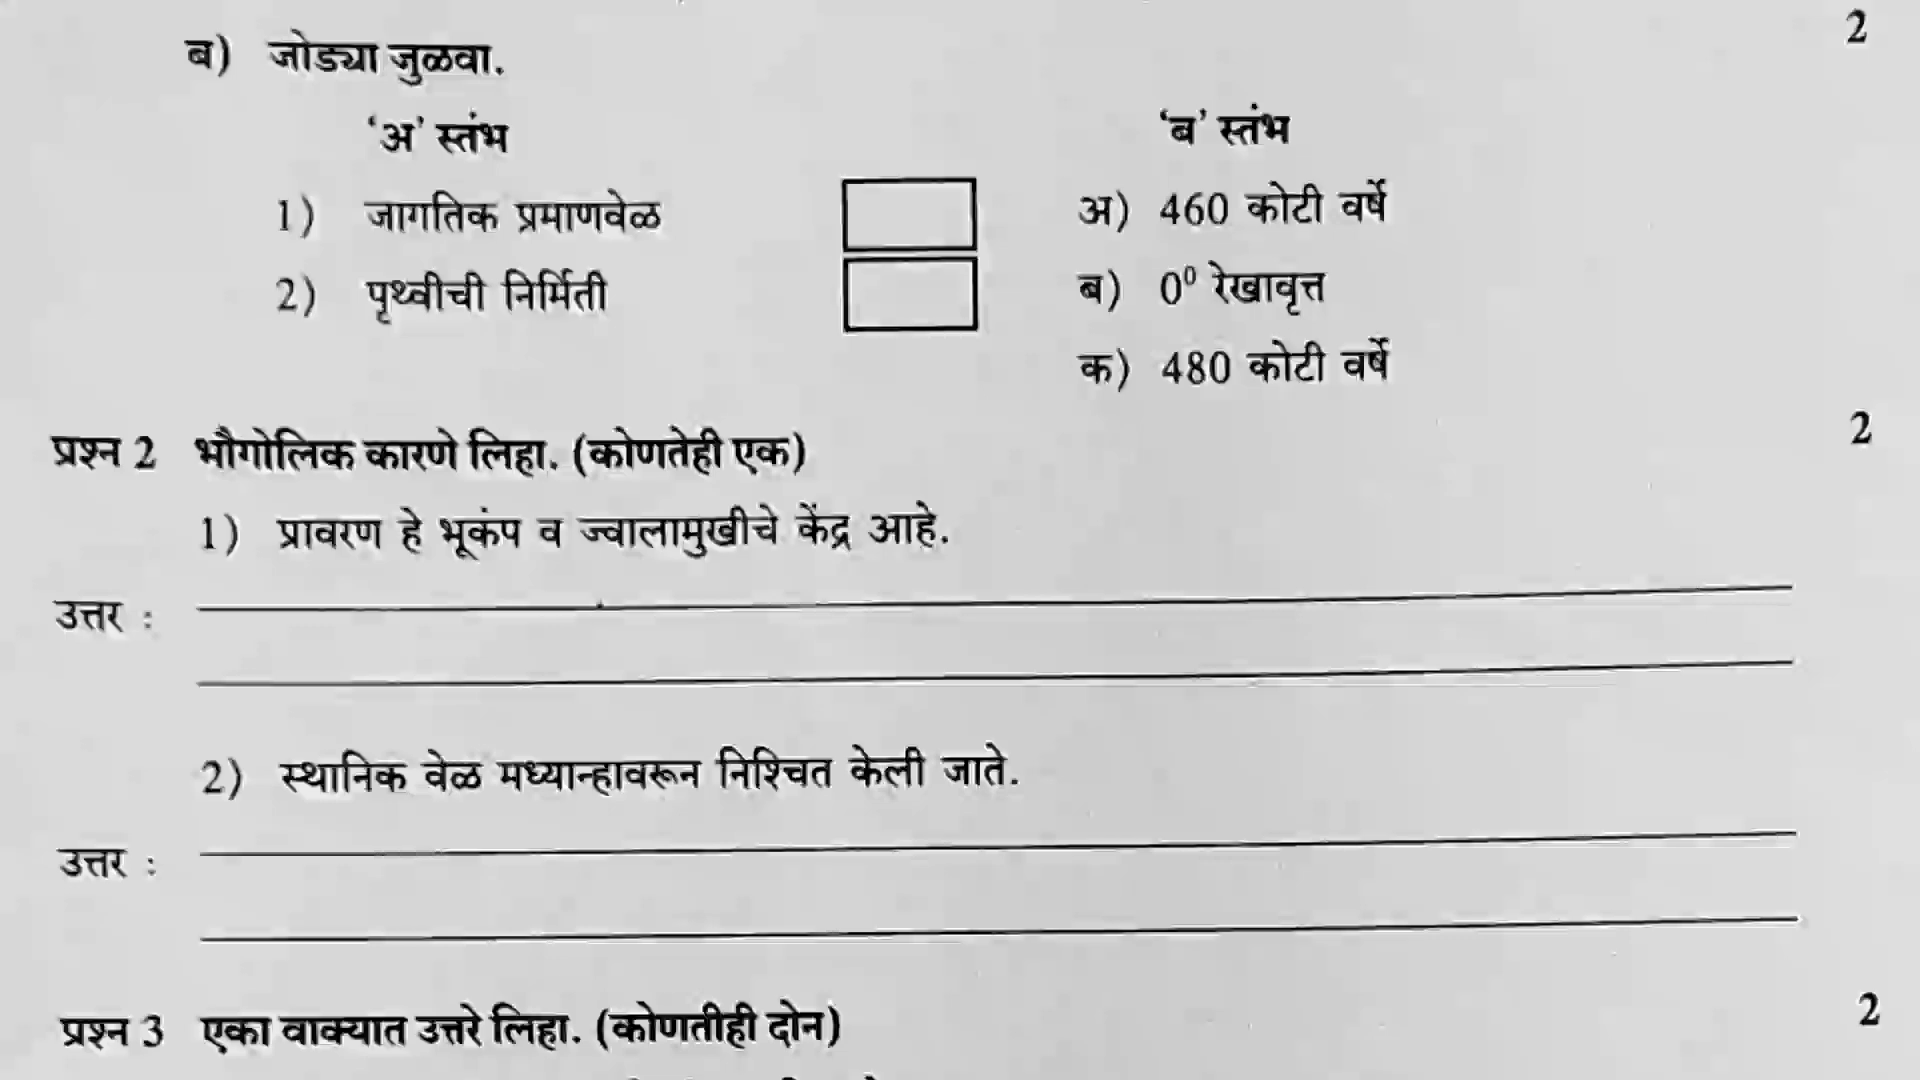 ब) जोड्या जुळवा. 2
'अ' स्तंभ 'ब' स्तंभ
1) जागतिक प्रमाणवेळ अ) 460 कोटी वर्षे
2) पृथ्वीची निर्मिती ब) 0⁰ रेखावृत्त
क) 480 कोटी वर्षे
प्रश्न 2 भौगोलिक कारणे लिहा. (कोणतेही एक) 2
1) प्रावरण हे भूकंप व ज्वालामुखीचे केंद्र आहे.
उत्तर :
2) स्थानिक वेळ मध्यान्हावरून निश्चित केली जाते.
उत्तर :
प्रश्न 3 एका वाक्यात उत्तरे लिहा. (कोणतीही दोन) 2